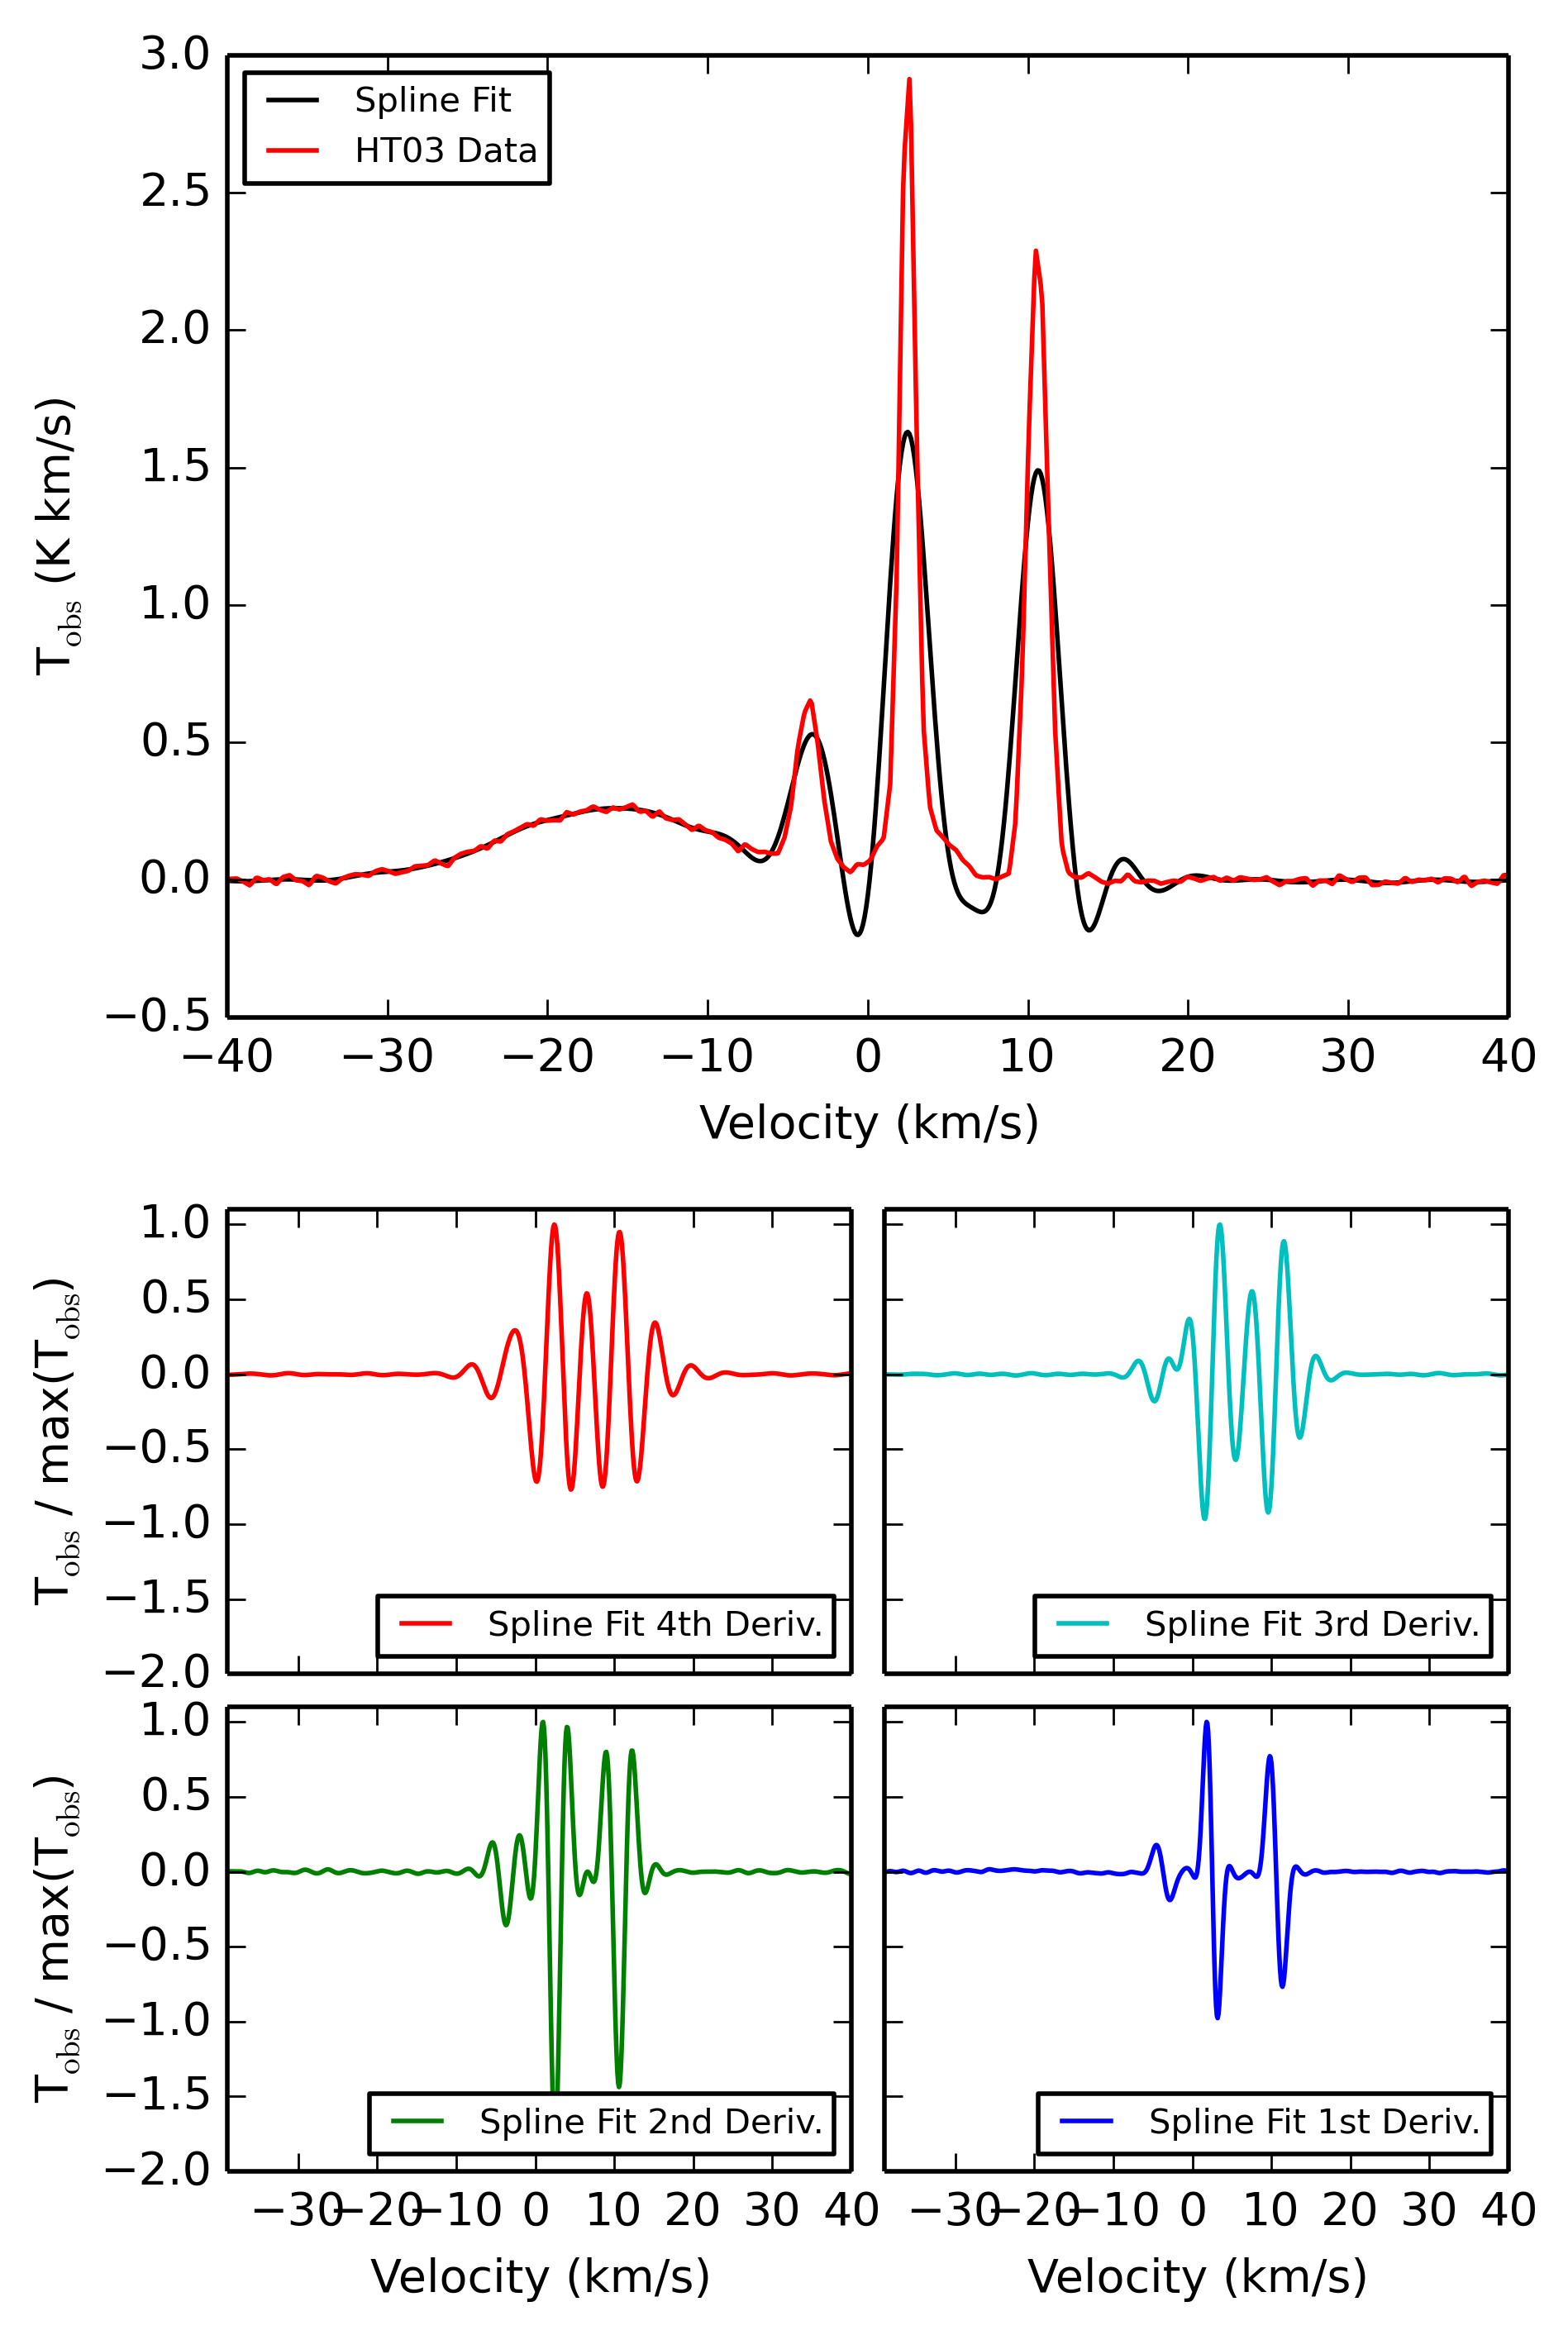 3.0
2.5
2.0
1.5
1.0
0.5
0.0
−0.5
T_obs (K km/s)
Spline Fit
HT03 Data
−40 −30 −20 −10 0 10 20 30 40
Velocity (km/s)
1.0
0.5
0.0
−0.5
−1.0
−1.5
−2.0
T_obs / max(T_obs)
Spline Fit 4th Deriv.
Spline Fit 3rd Deriv.
1.0
0.5
0.0
−0.5
−1.0
−1.5
−2.0
T_obs / max(T_obs)
Spline Fit 2nd Deriv.
Spline Fit 1st Deriv.
−30 −20 −10 0 10 20 30 40
−30 −20 −10 0 10 20 30 40
Velocity (km/s)
Velocity (km/s)